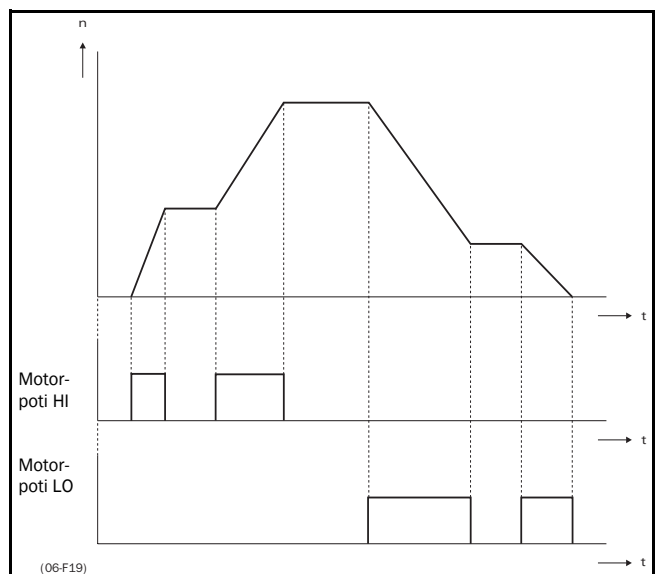 n
t
Motor-
poti HI
t
Motor-
poti LO
t
(06-F19)